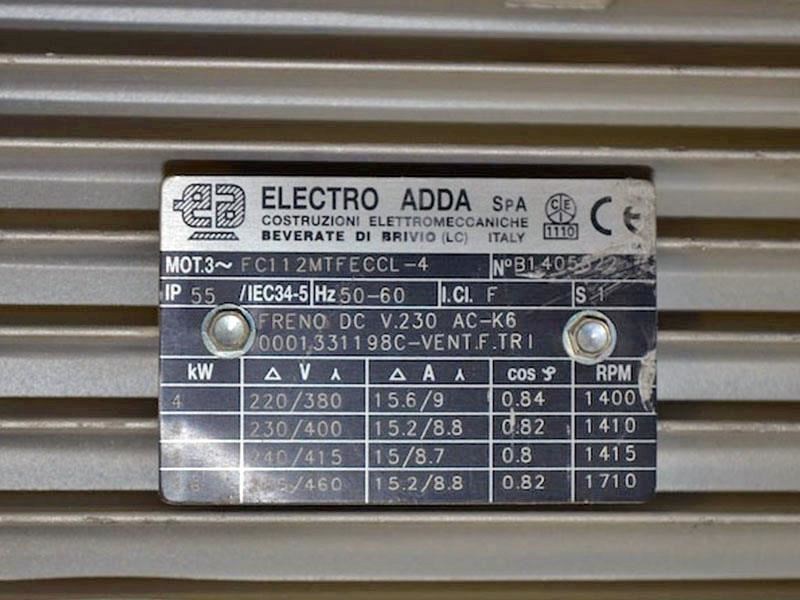 ELECTRO ADDA SpA
COSTRUZIONI ELETTROMECCANICHE
BEVERATE DI BRIVIO (LC) ITALY
CE
1110
CE
MOT.3~ FC112MTFECCL-4 Nº
IP 55 /IEC34-5 Hz 50-60 I.Cl. F S 1
FRENO DC V.230 AC-K6
0001331198C-VENT.F.TRI
kW Δ V ⅄ Δ A ⅄ cos φ RPM
4 220/380 15.6/9 0.84 1400
230/400 15.2/8.8 0.82 1410
240/415 15/8.7 0.8 1415
15.2/8.8 0.82 1710